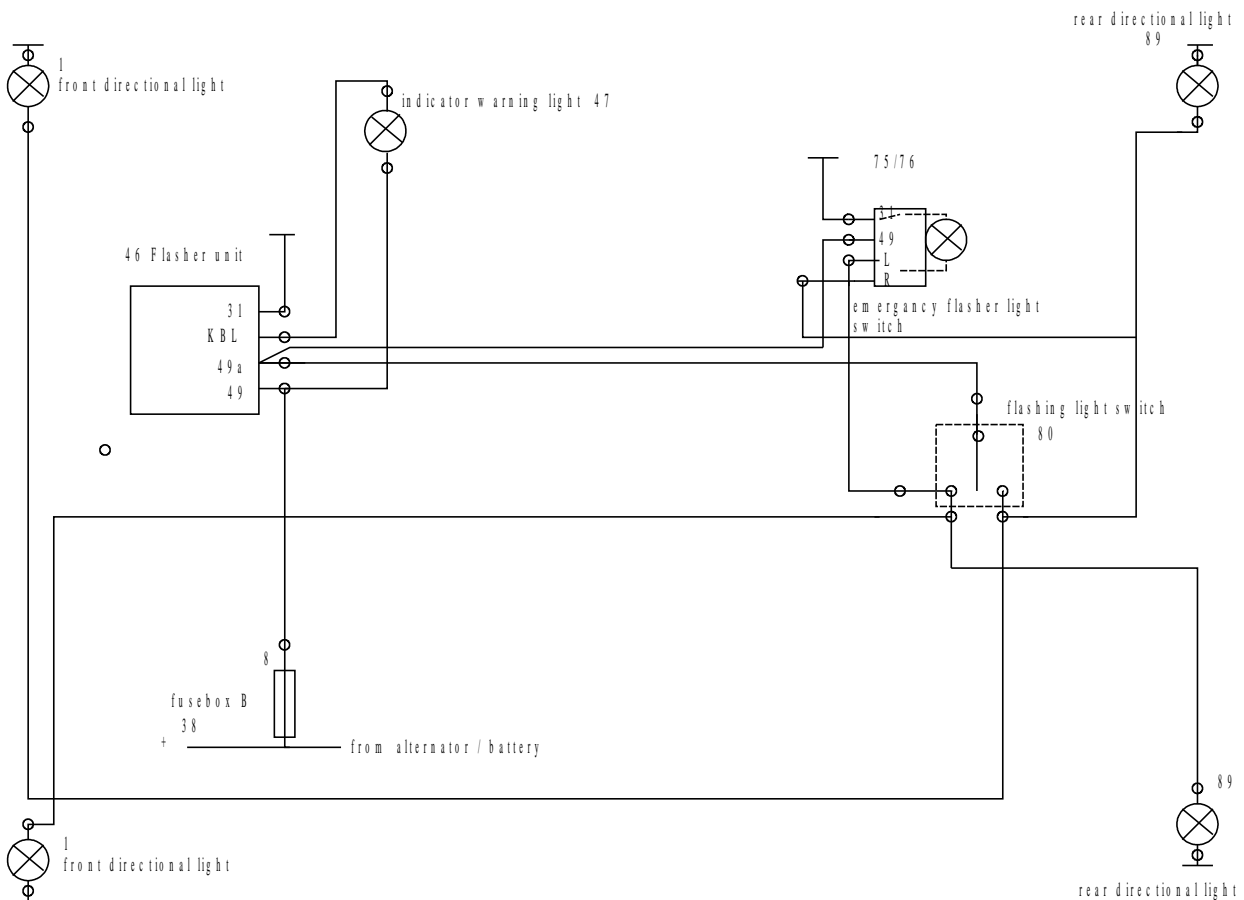 rear directional light
89
1
front directional light
indicator warning light 47
75/76
31
49
L
R
46 Flasher unit
31
KBL
49a
49
emergancy flasher light
switch
flashing light switch
80
8
fusebox B
38
+
from alternator / battery
89
1
front directional light
rear directional light